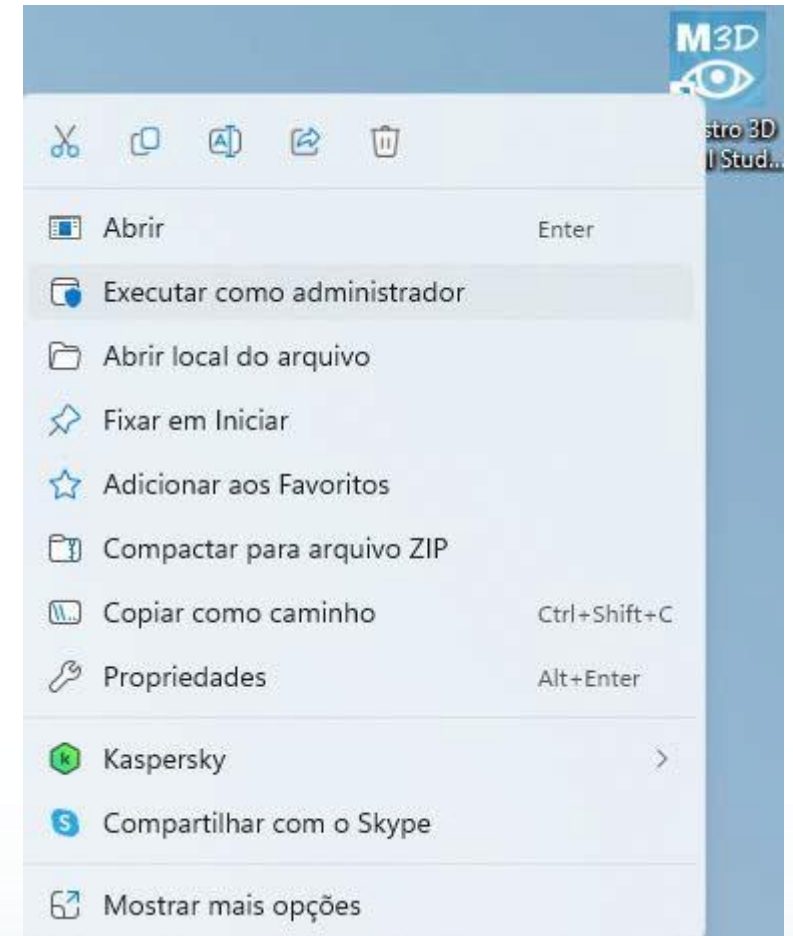 M3D
stro 3D
l Stud...
Abrir Enter
Executar como administrador
Abrir local do arquivo
Fixar em Iniciar
Adicionar aos Favoritos
Compactar para arquivo ZIP
Copiar como caminho Ctrl+Shift+C
Propriedades Alt+Enter
Kaspersky
Compartilhar com o Skype
Mostrar mais opções